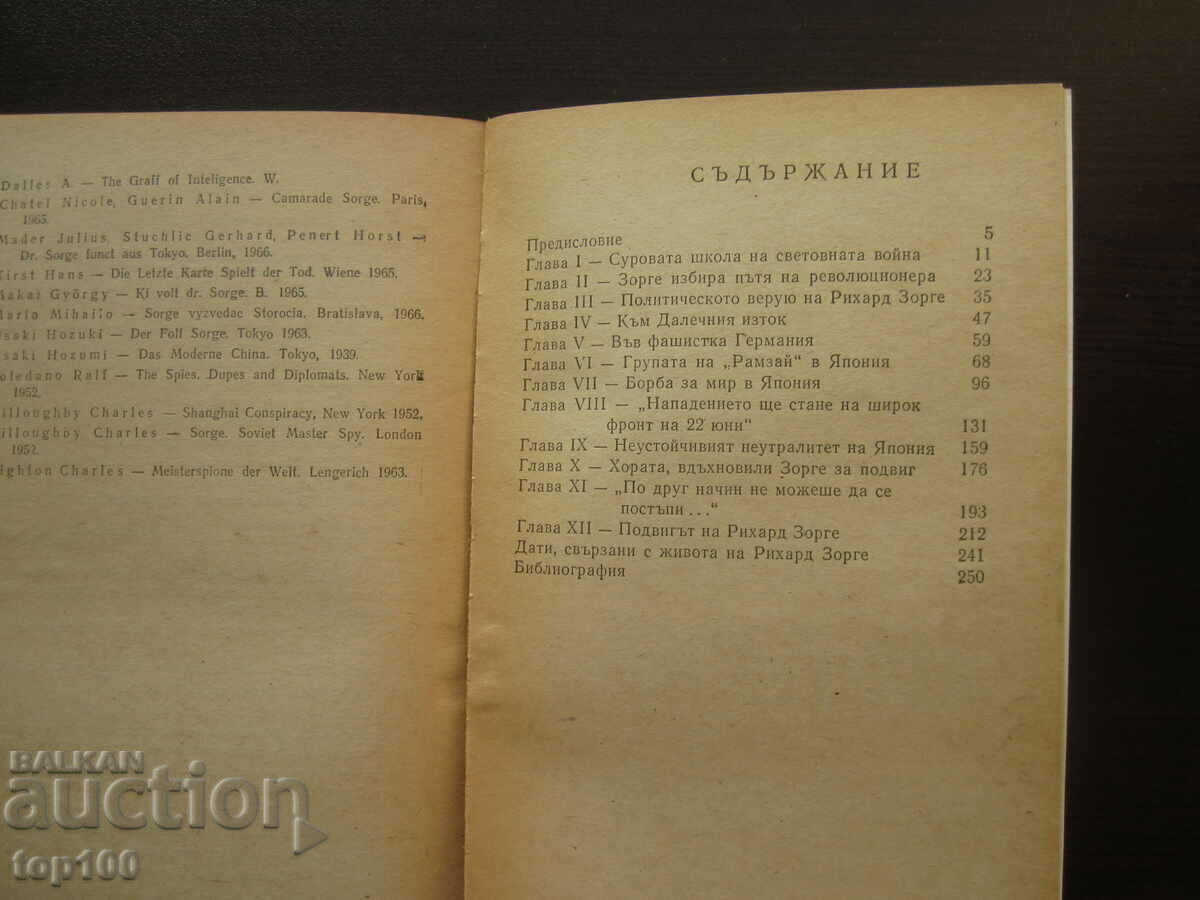 Dalles A. — The Graff of Inteligence. W.
Chatel Nicole, Guerin Alain — Camarade Sorge. Paris,
1965.
Mader Julius, Stuchlic Gerhard, Penert Horst —
Dr. Sorge funct aus Tokyo. Berlin, 1966.
Kirst Hans — Die Letzte Karte Spielt der Tod. Wiene 1965.
Makai György — Ki volt dr. Sorge. B. 1965.
Maria Mihailo — Sorge vyzvedac Storocia. Bratislava, 1966.
saki Hozuki — Der Foll Sorge. Tokyo 1963.
saki Hozumi — Das Moderne China. Tokyo, 1939.
oledano Ralf — The Spies. Dupes and Diplomats. New York
1952.
illoughby Charles — Shanghai Conspiracy, New York 1952,
illoughby Charles — Sorge. Soviet Master Spy. London
1952.
ighton Charles — Meisterspione der Welt. Lengerich 1963.
СЪДЪРЖАНИЕ
Предисловие 5
Глава I — Суровата школа на световната война 11
Глава II — Зорге избира пътя на революционера 23
Глава III — Политическото верую на Рихард Зорге 35
Глава IV — Към Далечния изток 47
Глава V — Във фашистка Германия 59
Глава VI — Групата на „Рамзай“ в Япония 68
Глава VII — Борба за мир в Япония 96
Глава VIII — „Нападението ще стане на широк
фронт на 22 юни“ 131
Глава IX — Неустойчивият неутралитет на Япония 159
Глава X — Хората, вдъхновили Зорге за подвиг 176
Глава XI — „По друг начин не можеше да се
постъпи...“ 193
Глава XII — Подвигът на Рихард Зорге 212
Дати, свързани с живота на Рихард Зорге 241
Библиография 250
BALKAN
auction
top100